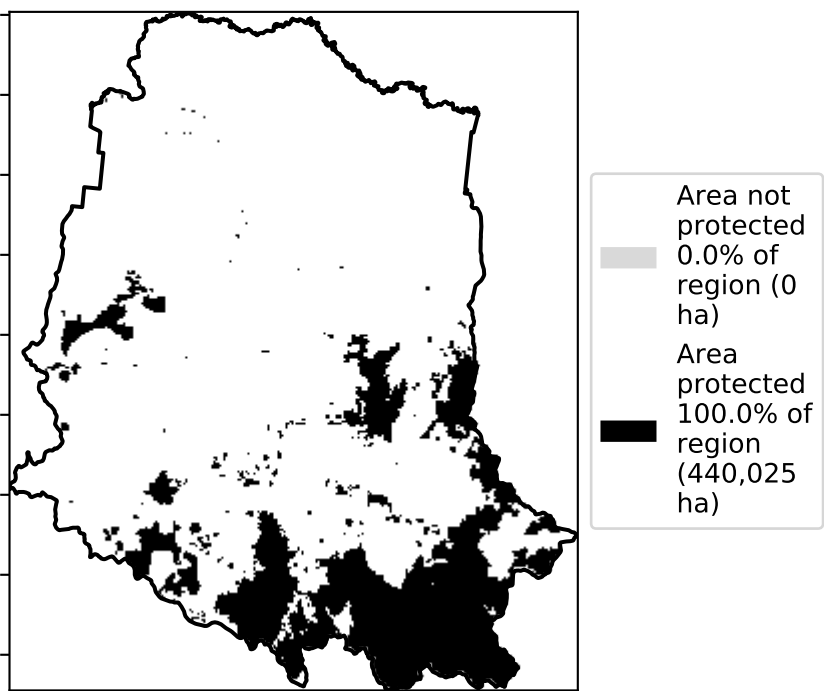 Area not
protected
0.0% of
region (0
ha)
Area
protected
100.0% of
region
(440,025
ha)